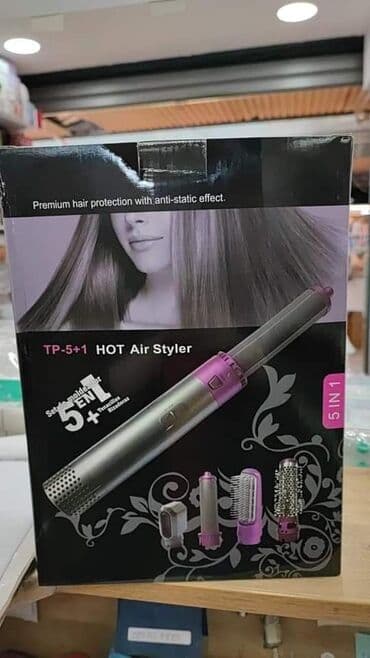 Premium hair protection with anti-static effect.
TP-5+1 HOT Air Styler
5 EN 1
+
5 IN 1